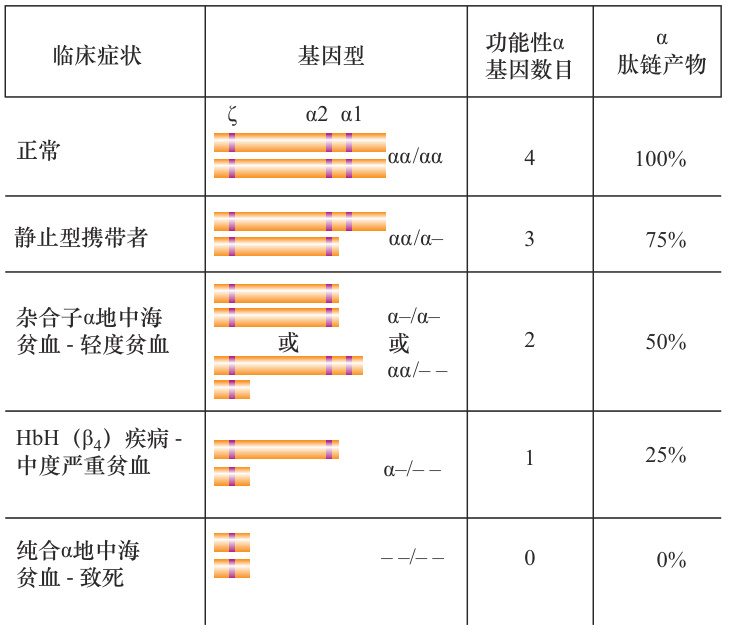 临床症状
基因型
功能性α
基因数目
α
肽链产物
正常
ζ α2 α1
αα/αα
4
100%
静止型携带者
αα/α–
3
75%
杂合子α地中海
贫血 - 轻度贫血
α–/α–
或 或
αα/– –
2
50%
HbH（β₄）疾病 -
中度严重贫血
α–/– –
1
25%
纯合α地中海
贫血 - 致死
– –/– –
0
0%